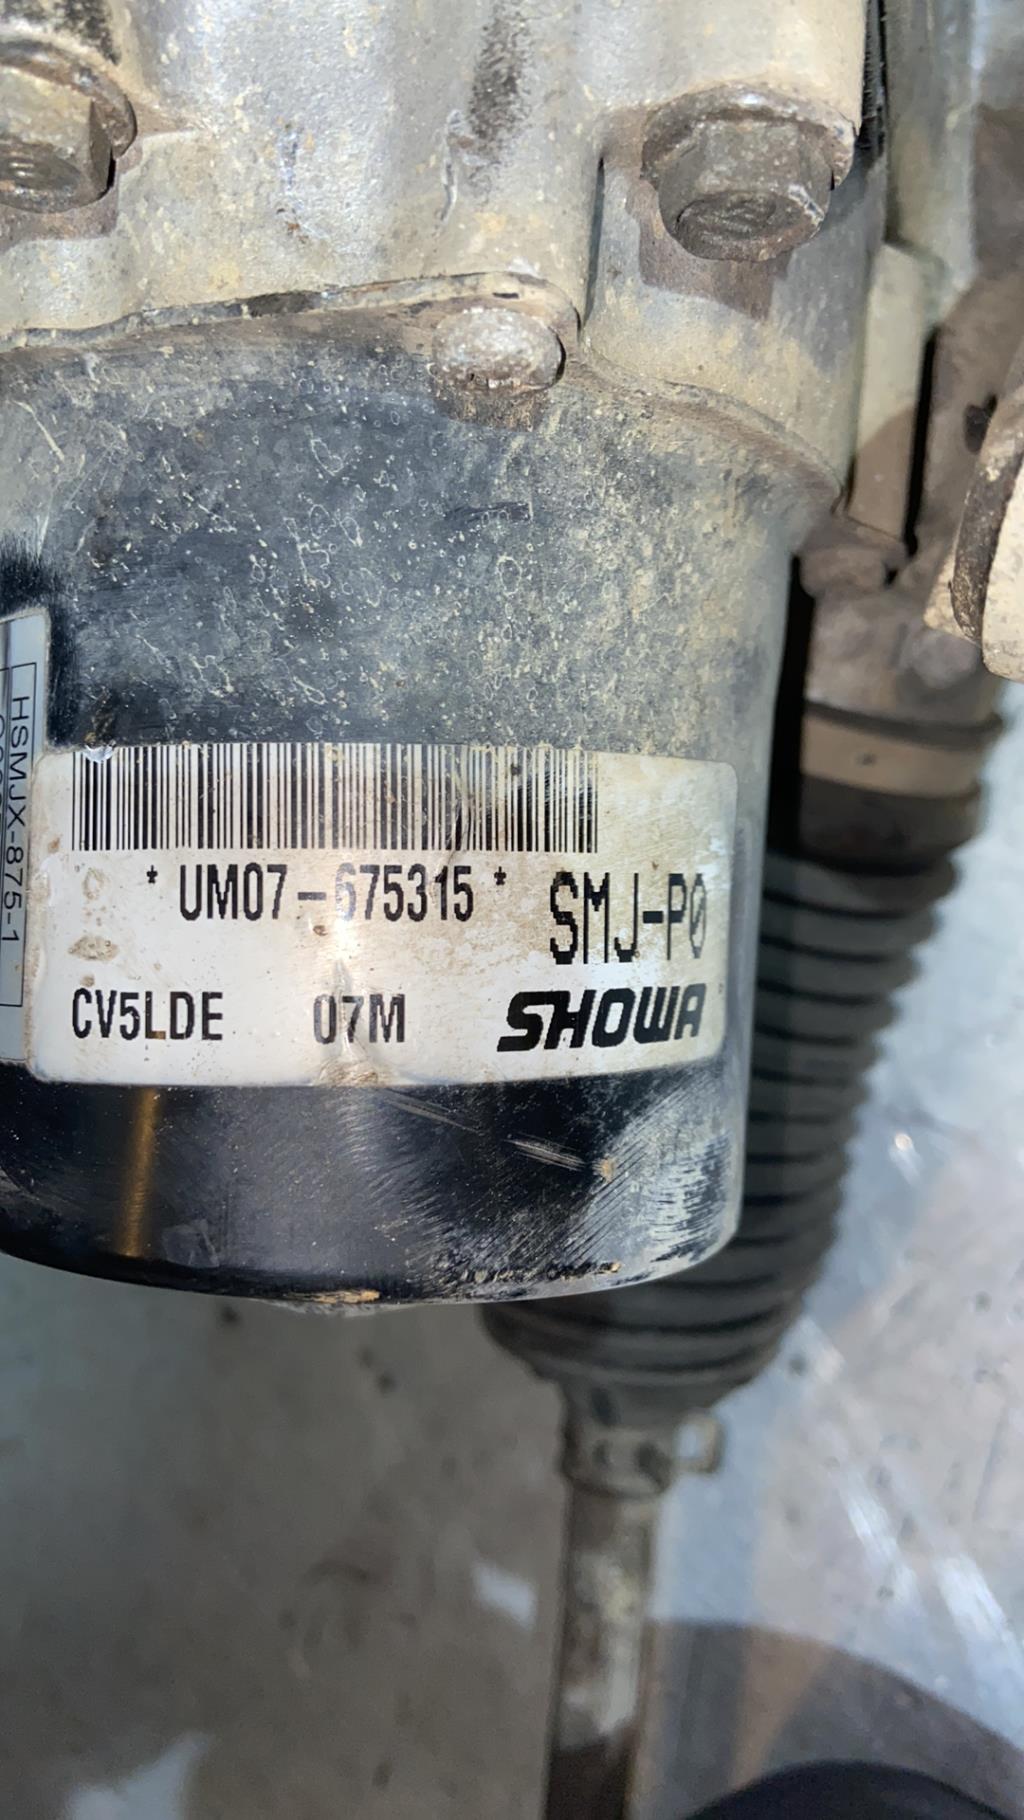 * UM07-675315 *
SMJ-P0
CV5LDE 07M SHOWA
HSMJX-875-1